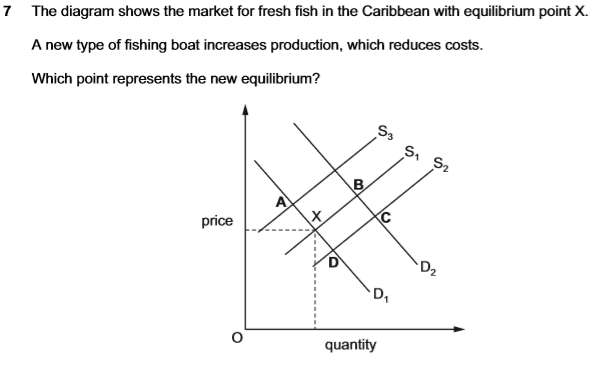 7 The diagram shows the market for fresh fish in the Caribbean with equilibrium point X.
A new type of fishing boat increases production, which reduces costs.
Which point represents the new equilibrium?
S3
S1
S2
B
A
X
C
price
D
D2
D1
O
quantity